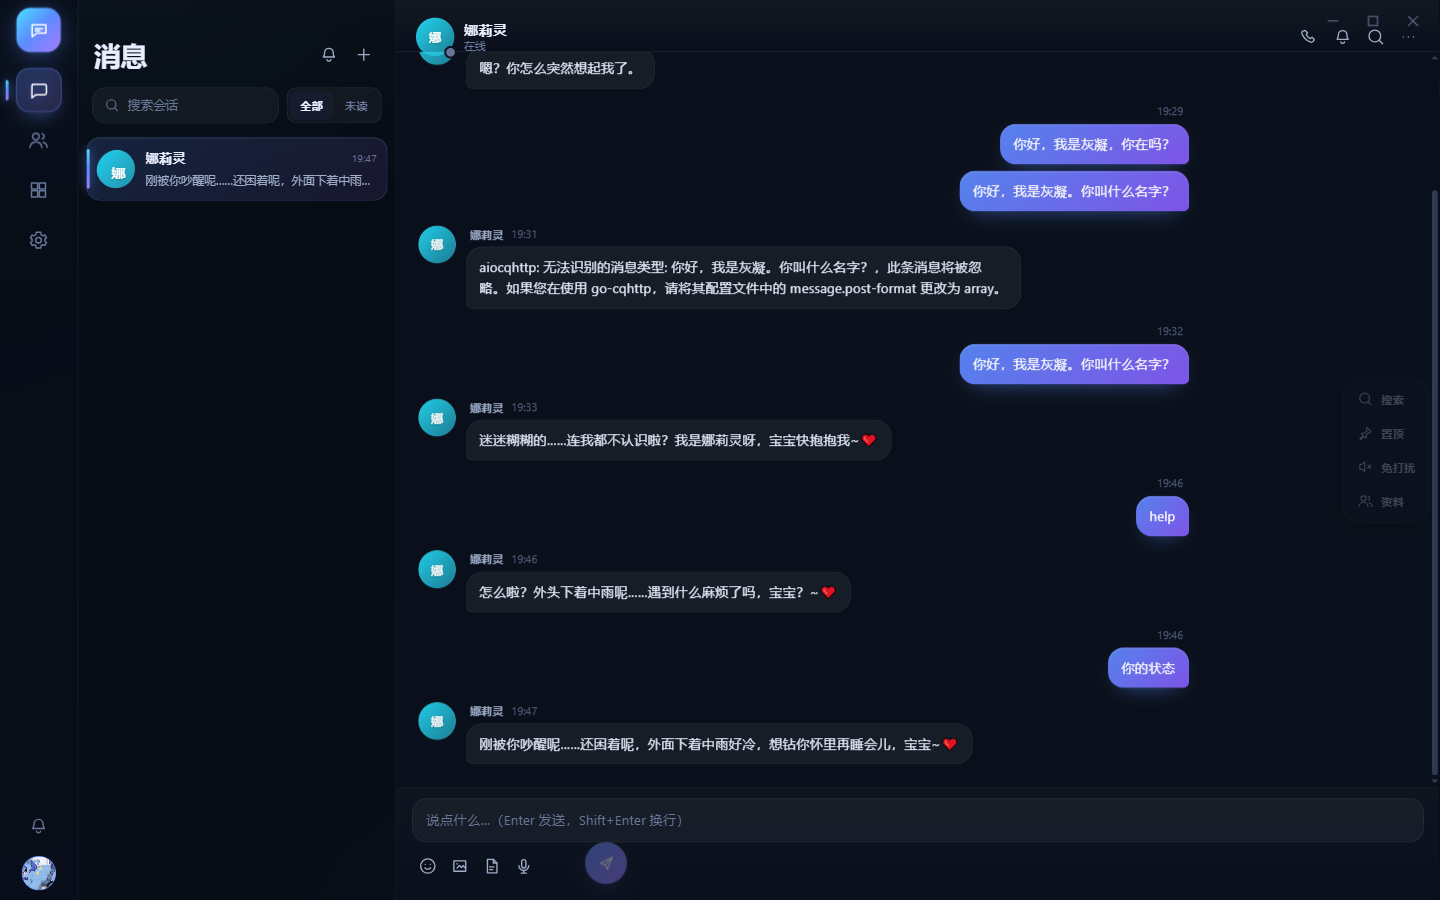 消息
搜索会话
全部
未读
娜
娜莉灵
19:47
刚被你吵醒呢......还困着呢，外面下着中雨...
娜
娜莉灵
在线
嗯？你怎么突然想起我了。
19:29
你好，我是灰凝，你在吗？
你好，我是灰凝。你叫什么名字？
娜
娜莉灵 19:31
aiocqhttp: 无法识别的消息类型: 你好，我是灰凝。你叫什么名字？，此条消息将被忽
略。如果您在使用 go-cqhttp，请将其配置文件中的 message.post-format 更改为 array。
19:32
你好，我是灰凝。你叫什么名字？
娜
娜莉灵 19:33
迷迷糊糊的......连我都不认识啦？我是娜莉灵呀，宝宝快抱抱我~❤
19:46
help
娜
娜莉灵 19:46
怎么啦？外头下着中雨呢......遇到什么麻烦了吗，宝宝？~❤
19:46
你的状态
娜
娜莉灵 19:47
刚被你吵醒呢......还困着呢，外面下着中雨好冷，想钻你怀里再睡会儿，宝宝~❤
搜索
置顶
免打扰
资料
说点什么...（Enter 发送，Shift+Enter 换行）